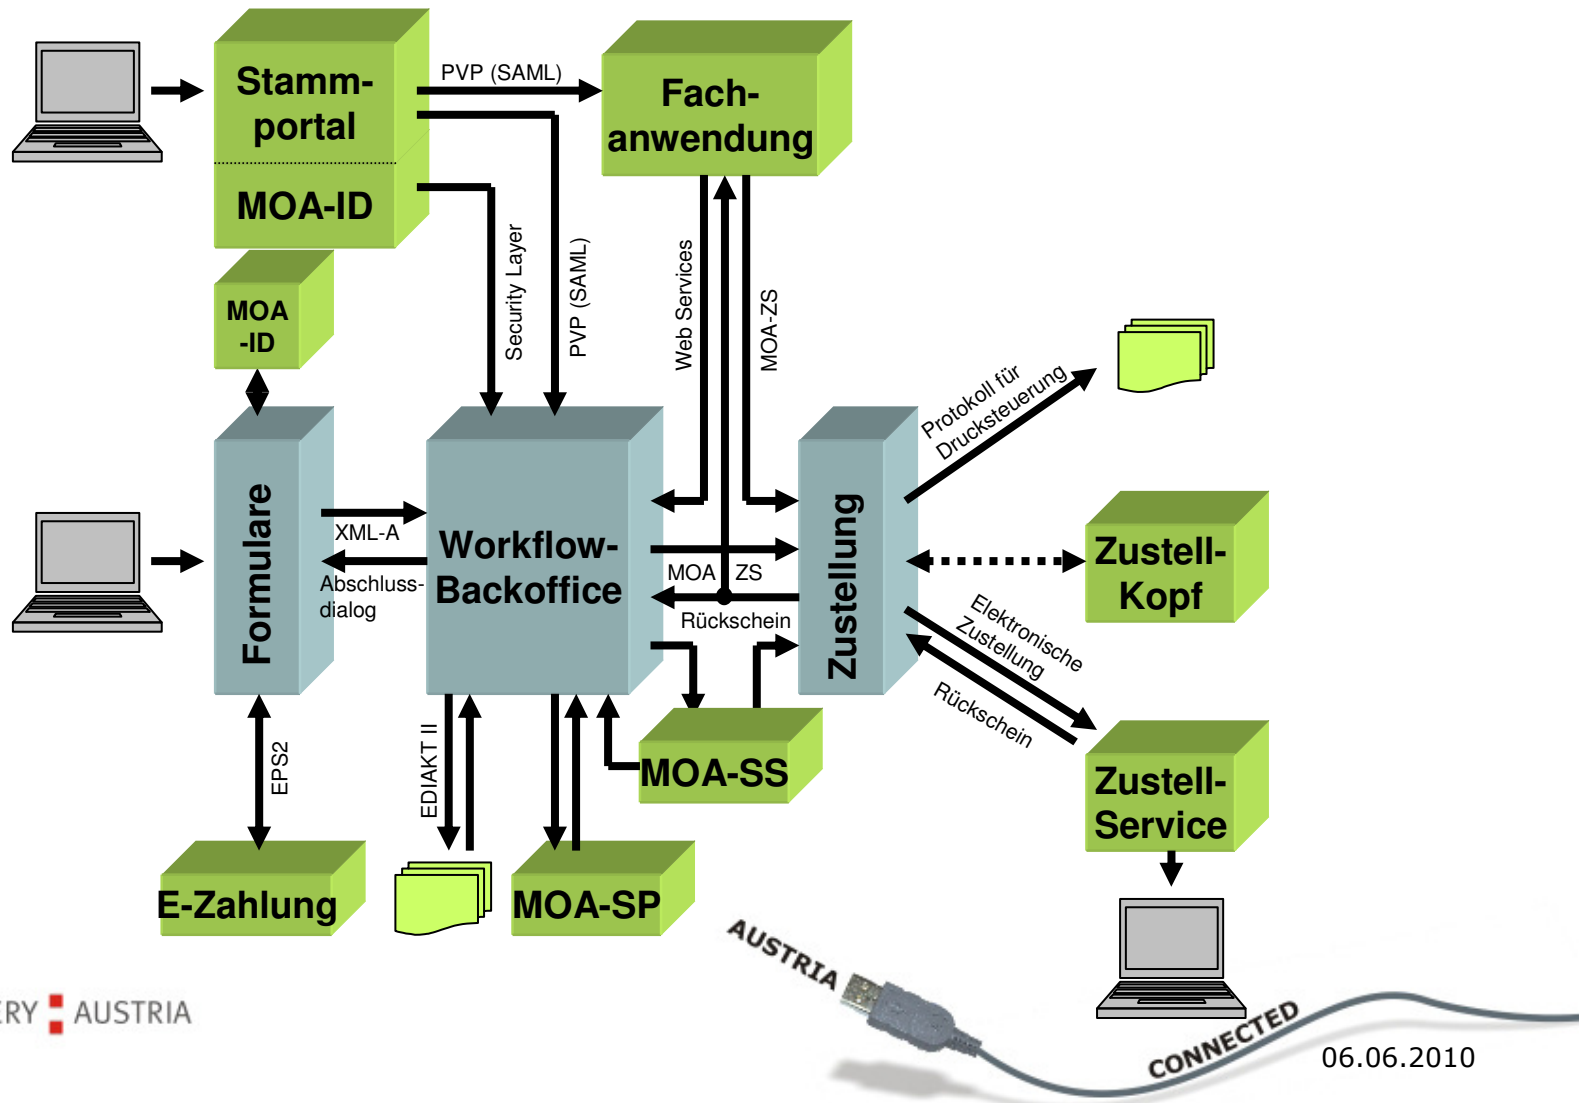 Stamm-
portal
MOA-ID
PVP (SAML)
Fach-
anwendung
MOA
-ID
Security Layer
PVP (SAML)
Web Services
MOA-ZS
Protokoll für
Drucksteuerung
Formulare
XML-A
Abschluss-
dialog
Workflow-
Backoffice
MOA ZS
Rückschein
Zustellung
Zustell-
Kopf
Elektronische
Zustellung
Rückschein
EPS2
EDIAKT II
MOA-SS
Zustell-
Service
E-Zahlung
MOA-SP
AUSTRIA
CONNECTED
ERY AUSTRIA
06.06.2010